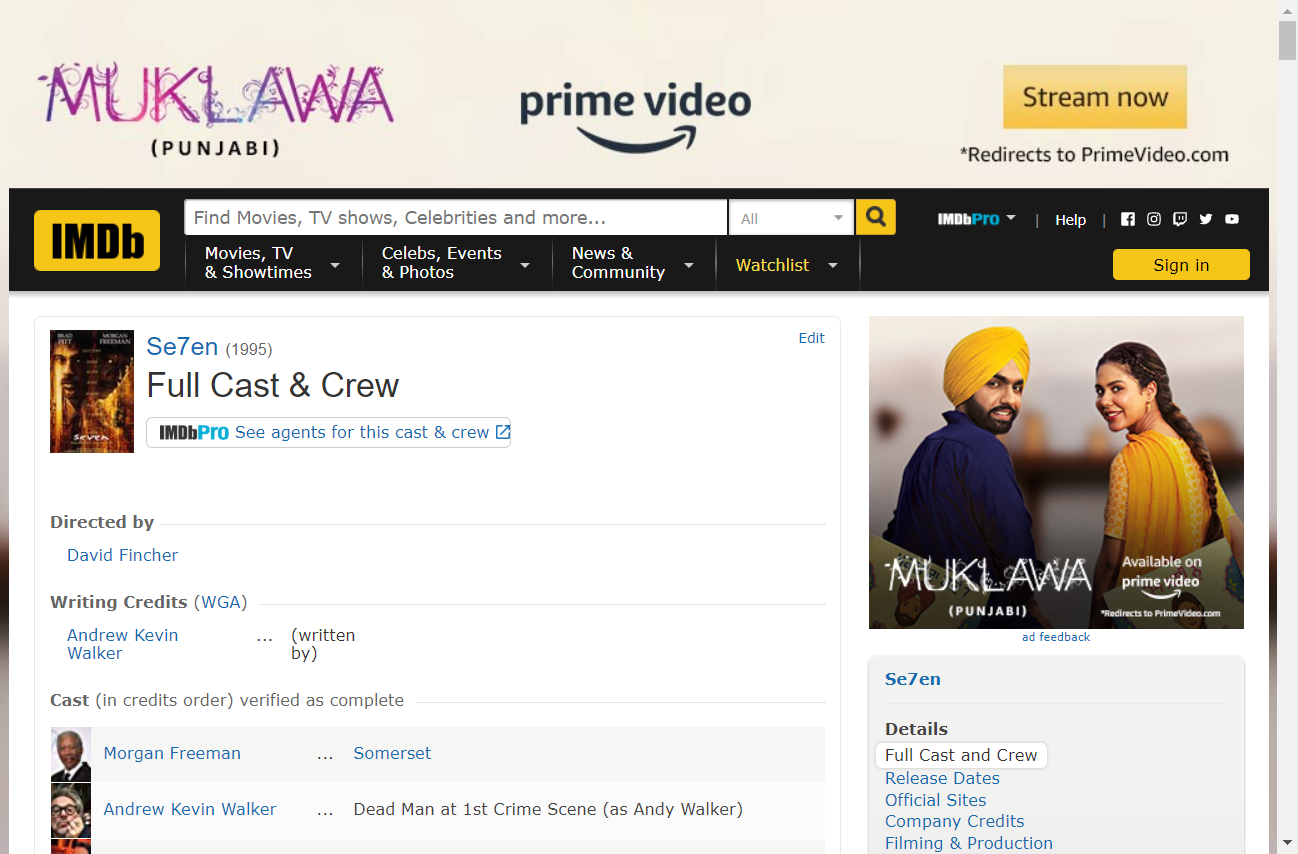 MUKLAWA
(PUNJABI)
prime video
Stream now
*Redirects to PrimeVideo.com
IMDb
Find Movies, TV shows, Celebrities and more...
All
IMDbPro | Help |
Movies, TV
& Showtimes
Celebs, Events
& Photos
News &
Community
Watchlist
Sign in
BRAD
PITT
MORGAN
FREEMAN
seven
Se7en (1995)
Edit
Full Cast & Crew
IMDbPro See agents for this cast & crew
Directed by
David Fincher
Writing Credits (WGA)
Andrew Kevin
Walker
... (written
by)
Cast (in credits order) verified as complete
Morgan Freeman ... Somerset
Andrew Kevin Walker ... Dead Man at 1st Crime Scene (as Andy Walker)
MUKLAWA
(PUNJABI)
Available on
prime video
*Redirects to PrimeVideo.com
ad feedback
Se7en
Details
Full Cast and Crew
Release Dates
Official Sites
Company Credits
Filming & Production